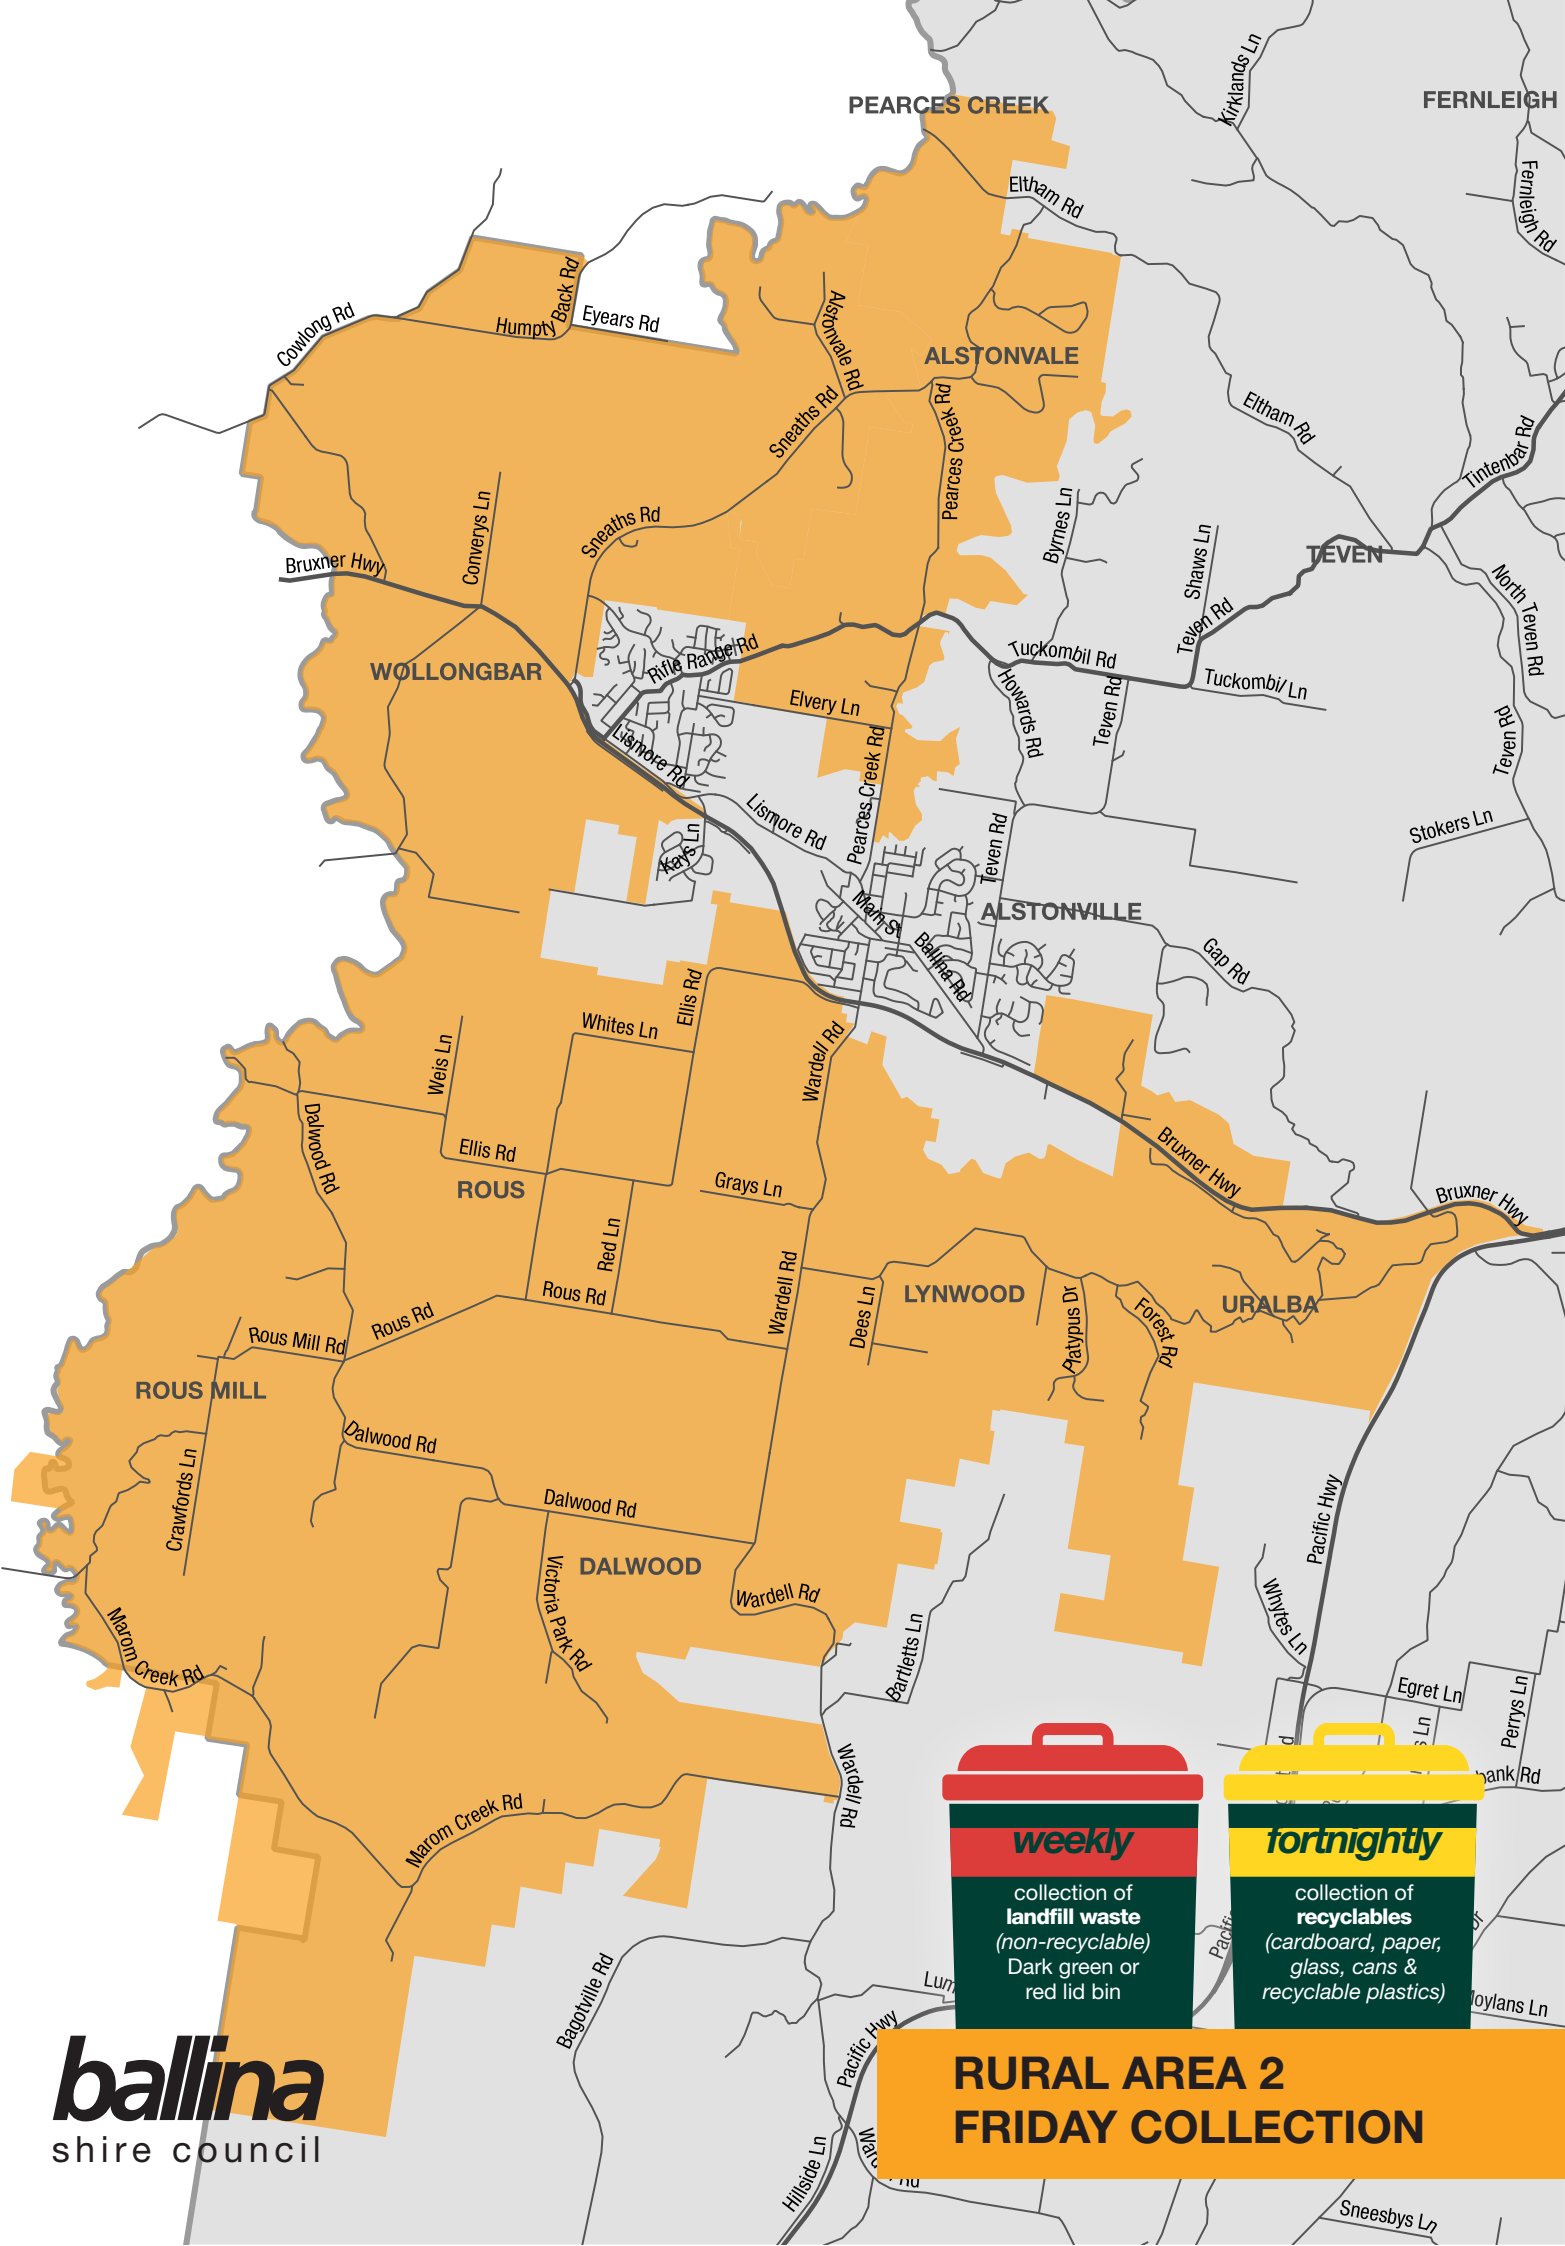 PEARCES CREEK
FERNLEIGH
Kirklands Ln
Fernleigh Rd
Eltham Rd
Humpty Back Rd
Eyears Rd
Cowlong Rd
Alstonvale Rd
ALSTONVALE
Sneaths Rd
Pearces Creek Rd
Eltham Rd
Tintenbar Rd
Converys Ln
Sneaths Rd
Byrnes Ln
Shaws Ln
TEVEN
Bruxner Hwy
North Teven Rd
Teven Rd
WOLLONGBAR
Rifle Range Rd
Tuckombil Rd
Tuckombil Ln
Elvery Ln
Howards Rd
Teven Rd
Teven Rd
Lismore Rd
Pearces Creek Rd
Lismore Rd
Stokers Ln
Kays Ln
Teven Rd
Main St
ALSTONVILLE
Ballina Rd
Gap Rd
Ellis Rd
Whites Ln
Weis Ln
Wardell Rd
Dalwood Rd
Ellis Rd
ROUS
Grays Ln
Bruxner Hwy
Bruxner Hwy
Red Ln
Wardell Rd
Rous Rd
LYNWOOD
URALBA
Dees Ln
Platypus Dr
Forest Rd
Rous Rd
Rous Mill Rd
ROUS MILL
Dalwood Rd
Crawfords Ln
Dalwood Rd
DALWOOD
Victoria Park Rd
Wardell Rd
Pacific Hwy
Whytes Ln
Bartletts Ln
Marom Creek Rd
Egret Ln
Perrys Ln
Wardell Rd
Marom Creek Rd
weekly
collection of
landfill waste
(non-recyclable)
Dark green or
red lid bin
fortnightly
collection of
recyclables
(cardboard, paper,
glass, cans &
recyclable plastics)
Bagotville Rd
Pacific Hwy
Hillside Ln
Sneesbys Ln
RURAL AREA 2
FRIDAY COLLECTION
ballina
shire council